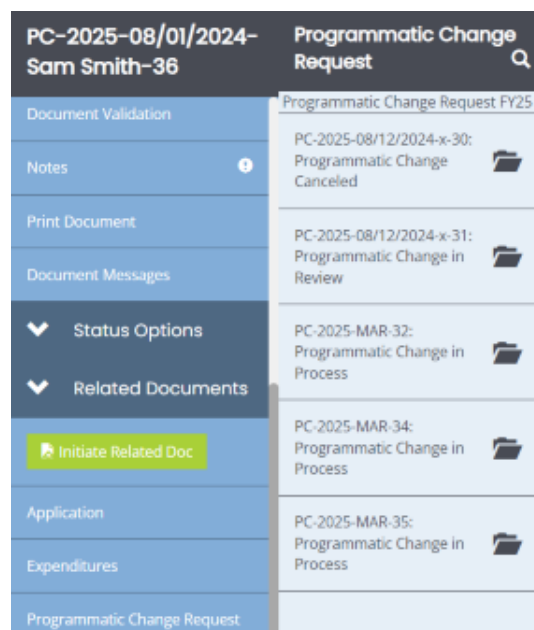 PC-2025-08/01/2024-
Sam Smith-36
Document Validation
Notes
Print Document
Document Messages
Status Options
Related Documents
Initiate Related Doc
Application
Expenditures
Programmatic Change Request
Programmatic Change
Request
Programmatic Change Request FY25
PC-2025-08/12/2024-x-30:
Programmatic Change
Canceled
PC-2025-08/12/2024-x-31:
Programmatic Change in
Review
PC-2025-MAR-32:
Programmatic Change in
Process
PC-2025-MAR-34:
Programmatic Change in
Process
PC-2025-MAR-35:
Programmatic Change in
Process